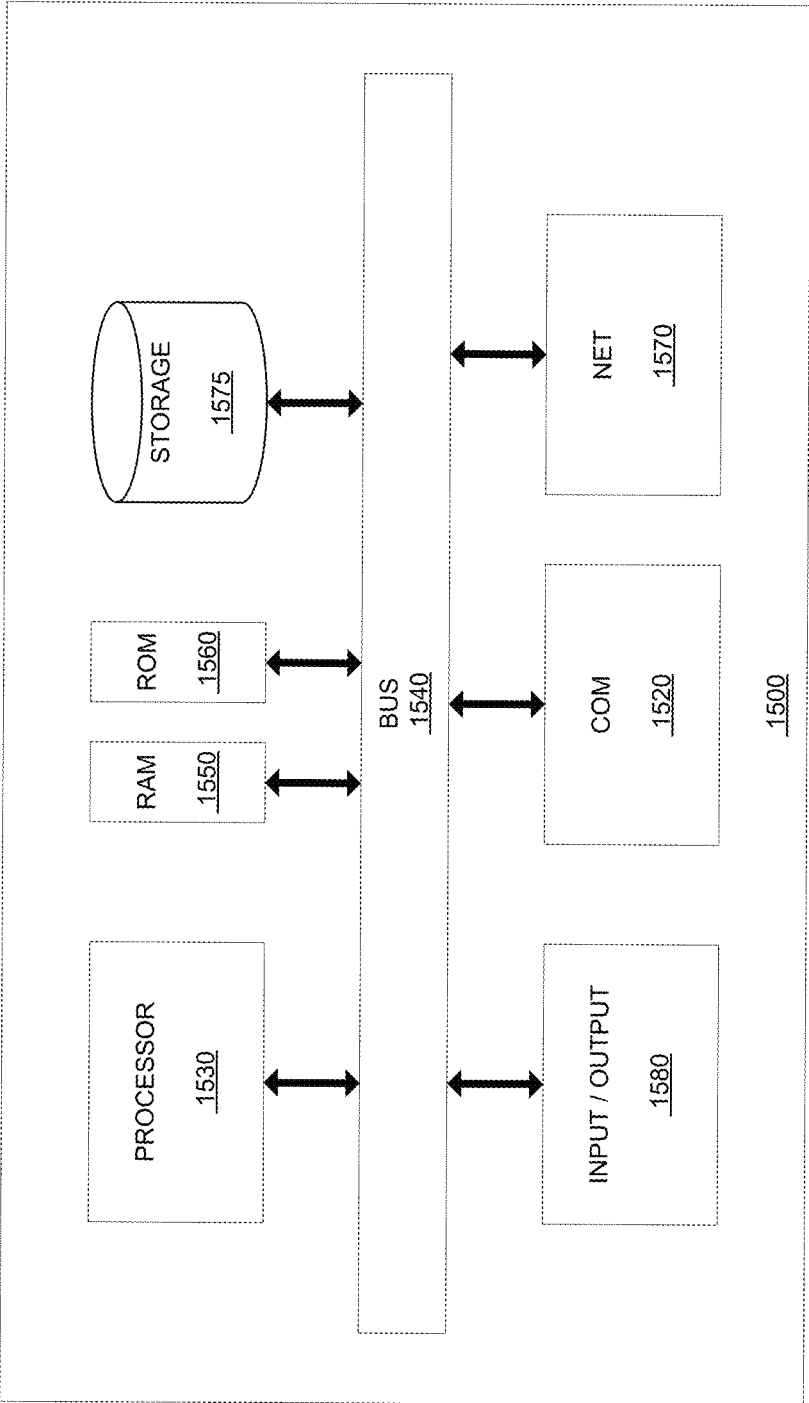 PROCESSOR
1530
RAM
1550
ROM
1560
STORAGE
1575
BUS
1540
INPUT / OUTPUT
1580
COM
1520
NET
1570
1500